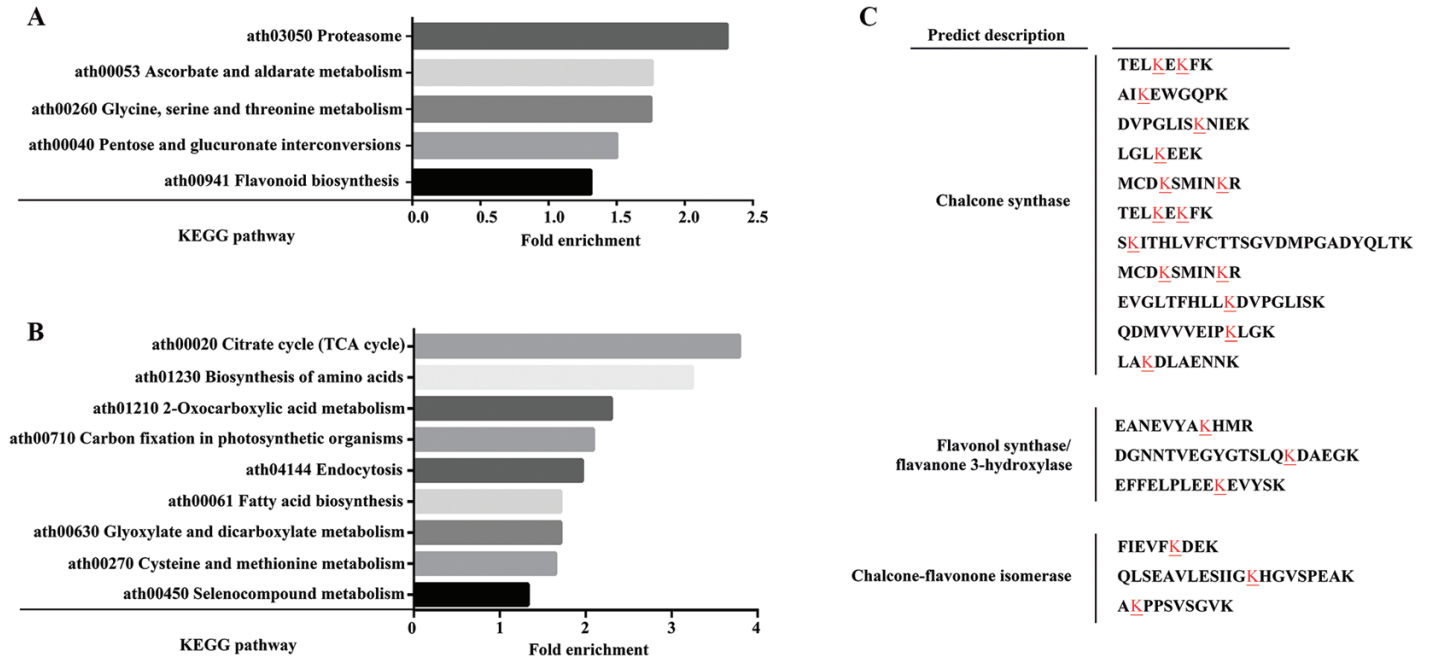 A
ath03050 Proteasome
ath00053 Ascorbate and aldarate metabolism
ath00260 Glycine, serine and threonine metabolism
ath00040 Pentose and glucuronate interconversions
ath00941 Flavonoid biosynthesis
0.0 0.5 1.0 1.5 2.0 2.5
KEGG pathway
Fold enrichment
B
ath00020 Citrate cycle (TCA cycle)
ath01230 Biosynthesis of amino acids
ath01210 2-Oxocarboxylic acid metabolism
ath00710 Carbon fixation in photosynthetic organisms
ath04144 Endocytosis
ath00061 Fatty acid biosynthesis
ath00630 Glyoxylate and dicarboxylate metabolism
ath00270 Cysteine and methionine metabolism
ath00450 Selenocompound metabolism
0 1 2 3 4
KEGG pathway
Fold enrichment
C
Predict description
Chalcone synthase
TELKEKFK
AIKEWGQPK
DVPGLISKNIEK
LGLKEEK
MCDKSMINKR
TELKEKFK
SKITHLVFCTTSGVDMPGADYQLTK
MCDKSMINKR
EVGLTFHLLKDVPGLISK
QDMVVVEIPKLGK
LAKDLAENNK
Flavonol synthase/
flavanone 3-hydroxylase
EANEVYAKHMR
DGNNTVEGYGTSLQKDAEGK
EFFELPLEEKEVYSK
Chalcone-flavonone isomerase
FIEVFKDEK
QLSEAVLESIIGKHGVSPEAK
AKPPSVSGVK